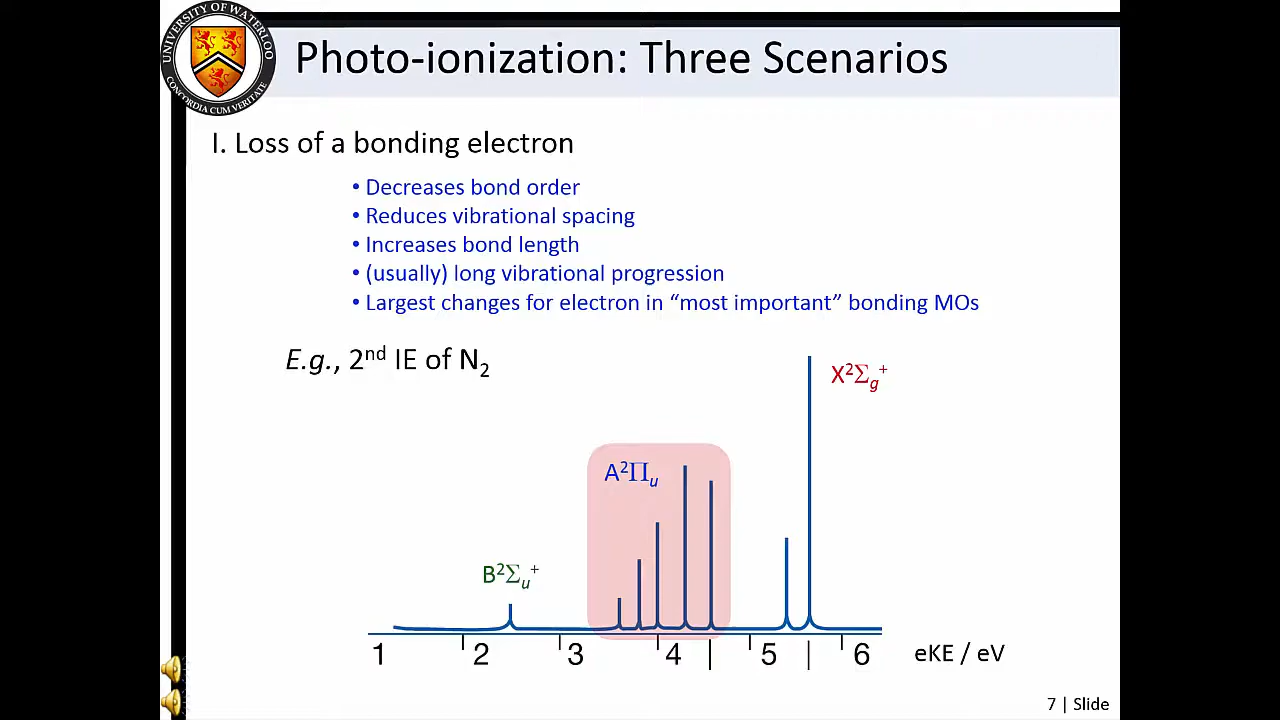 UNIVERSITY OF WATERLOO
CONCORDIA CUM VERITATE
Photo-ionization: Three Scenarios
I. Loss of a bonding electron
• Decreases bond order
• Reduces vibrational spacing
• Increases bond length
• (usually) long vibrational progression
• Largest changes for electron in “most important” bonding MOs
E.g., 2nd IE of N2
X²Σg⁺
A²Πu
B²Σu⁺
1 2 3 4 5 6 eKE / eV
7 | Slide